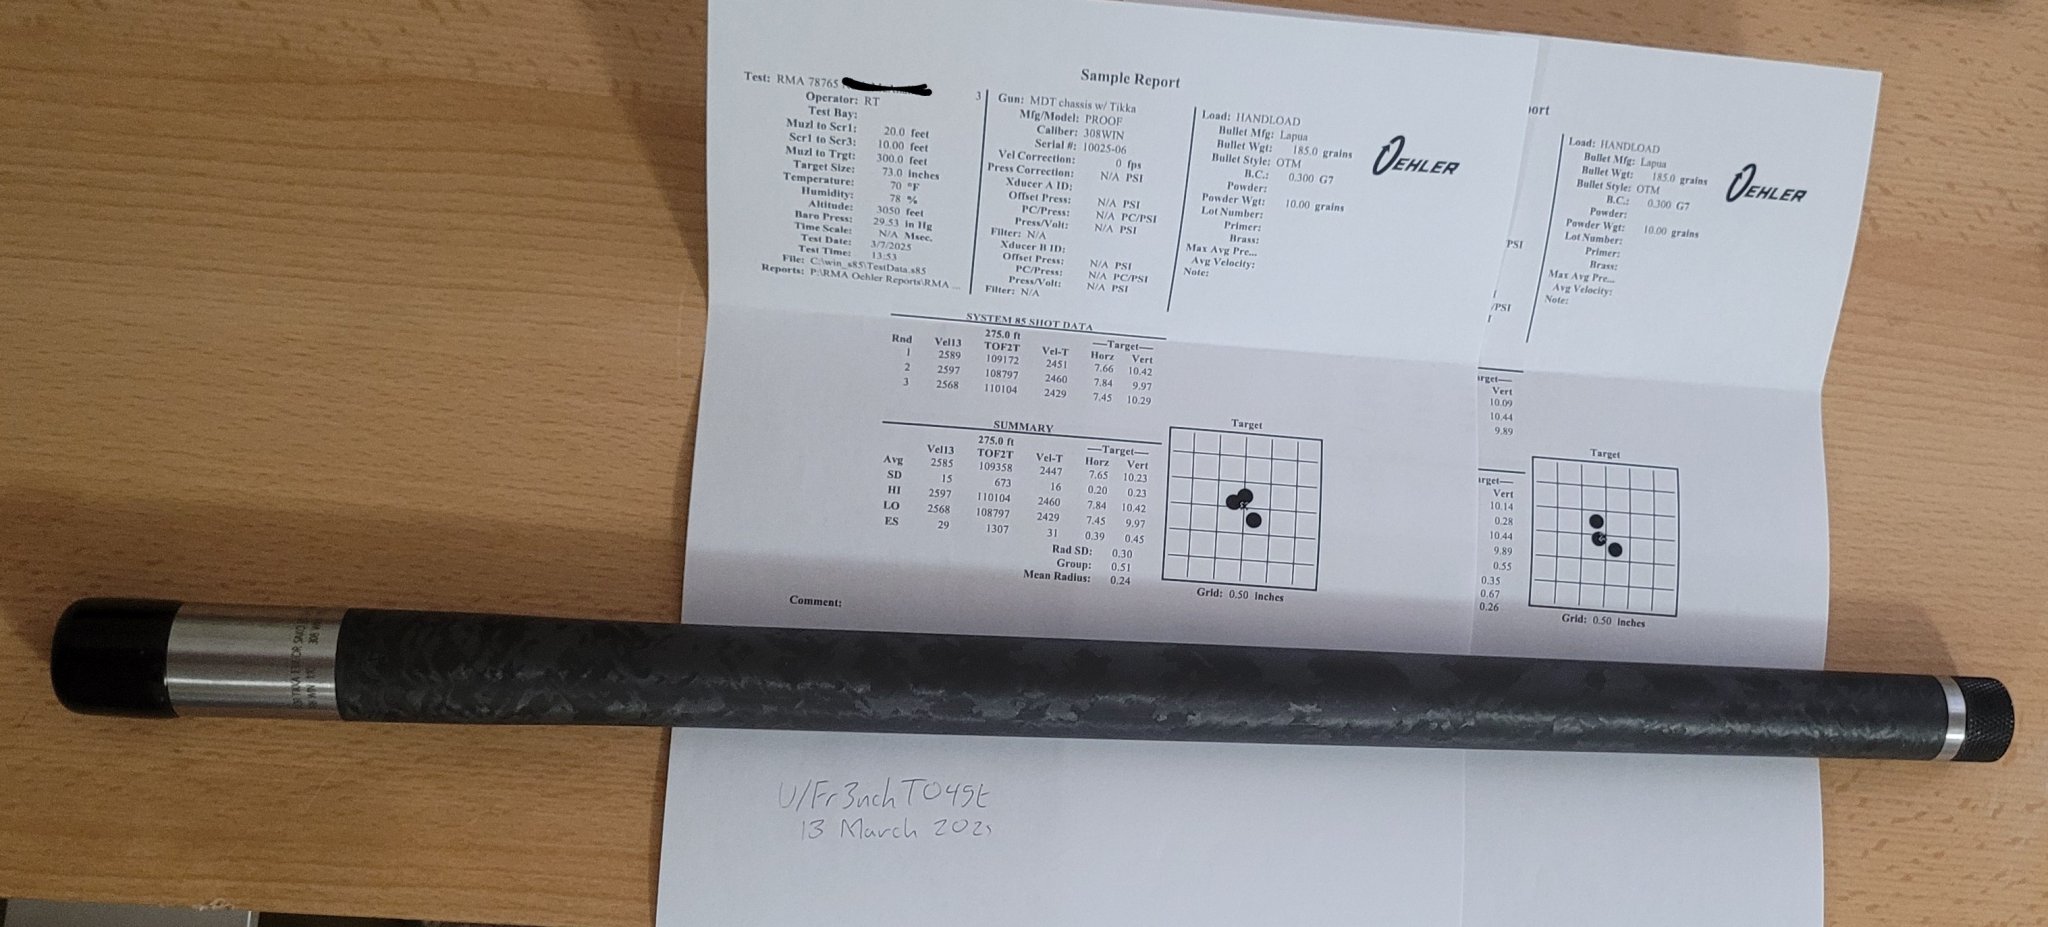 Sample Report
Test: RMA 78765
Operator: RT
Test Bay:
Muzl to Scr1: 20.0 feet
Scr1 to Scr3: 10.00 feet
Muzl to Trgt: 300.0 feet
Target Size: 73.0 inches
Temperature: 70 °F
Humidity: 78 %
Altitude: 3050 feet
Baro Press: 29.53 in Hg
Time Scale: N/A Msec.
Test Date: 3/7/2025
Test Time: 13:53
File: C:\win_s85\TestData.s85
Reports: P:\RMA Oehler Reports\RMA ...
3
Gun: MDT chassis w/ Tikka
Mfg/Model: PROOF
Caliber: 308WIN
Serial #: 10025-06
Vel Correction: 0 fps
Press Correction: N/A PSI
Xducer A ID:
Offset Press: N/A PSI
PC/Press: N/A PC/PSI
Press/Volt: N/A PSI
Filter: N/A
Xducer B ID:
Offset Press: N/A PSI
PC/Press: N/A PC/PSI
Press/Volt: N/A PSI
Filter: N/A
Load: HANDLOAD
Bullet Mfg: Lapua
Bullet Wgt: 185.0 grains
Bullet Style: OTM
B.C.: 0.300 G7
Powder:
Powder Wgt: 10.00 grains
Lot Number:
Primer:
Brass:
Max Avg Pre...
Avg Velocity:
Note:
OEHLER
SYSTEM 85 SHOT DATA
275.0 ft —Target—
Rnd Vel13 TOF2T Vel-T Horz Vert
1 2589 109172 2451 7.66 10.42
2 2597 108797 2460 7.84 9.97
3 2568 110104 2429 7.45 10.29
SUMMARY
275.0 ft —Target—
Vel13 TOF2T Vel-T Horz Vert
Avg 2585 109358 2447 7.65 10.23
SD 15 673 16 0.20 0.23
HI 2597 110104 2460 7.84 10.42
LO 2568 108797 2429 7.45 9.97
ES 29 1307 31 0.39 0.45
Rad SD: 0.30
Group: 0.51
Mean Radius: 0.24
Target
Grid: 0.50 inches
Comment:
ort
PSI
/PSI
I
Load: HANDLOAD
Bullet Mfg: Lapua
Bullet Wgt: 185.0 grains
Bullet Style: OTM
B.C.: 0.300 G7
Powder:
Powder Wgt: 10.00 grains
Lot Number:
Primer:
Brass:
Max Avg Pre...
Avg Velocity:
Note:
OEHLER
rget—
Vert
10.09
10.44
9.89
rget—
Vert
10.14
0.28
10.44
9.89
0.55
0.35
0.67
0.26
Target
Grid: 0.50 inches
U/Fr3nchT045t
13 March 2025